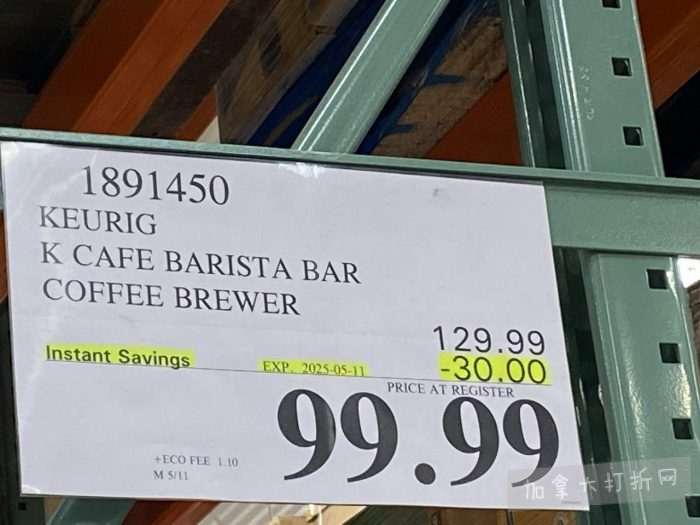 1891450
KEURIG
K CAFE BARISTA BAR
COFFEE BREWER
129.99
Instant Savings EXP. 2025-05-11 -30.00
PRICE AT REGISTER
99.99
+ECO FEE 1.10
M 5/11
加拿大打折网